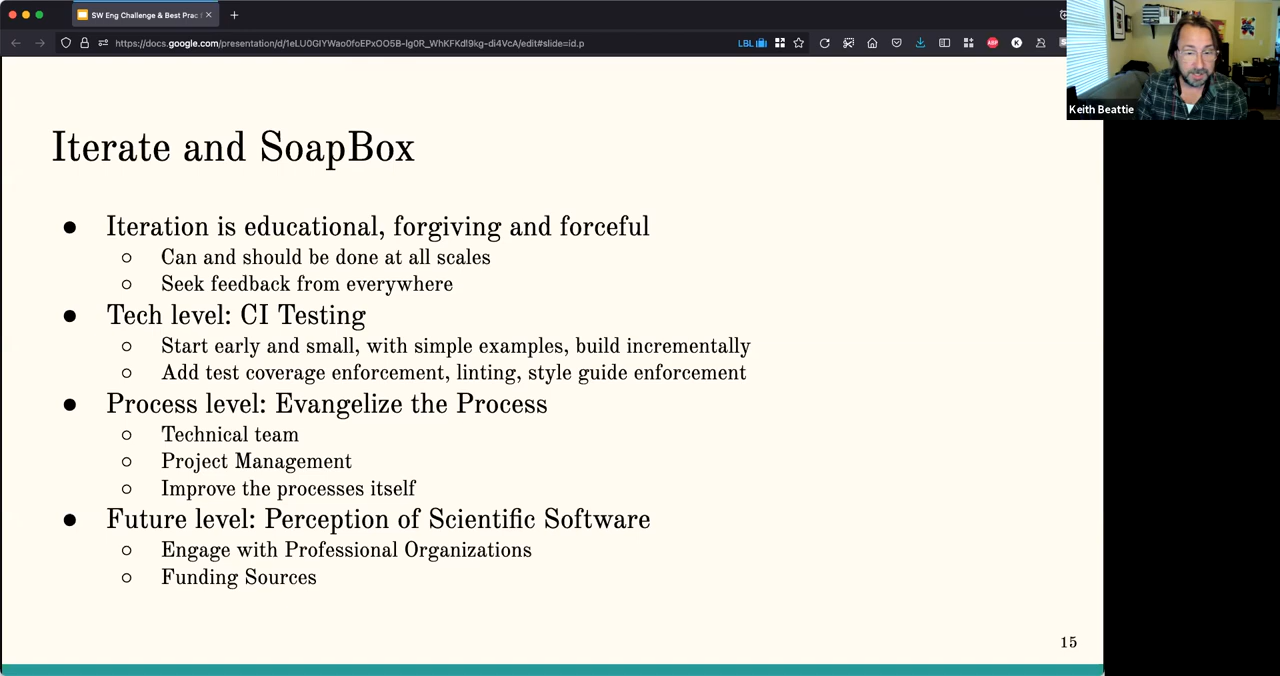 SW Eng Challenge & Best Prac
https://docs.google.com/presentation/d/1eLU0GIYWao0foEPxOO5B-lg0R_WhKFKdl9kg-di4VcA/edit#slide=id.p
LBL
ABP
K
Keith Beattie
Iterate and SoapBox
● Iteration is educational, forgiving and forceful
○ Can and should be done at all scales
○ Seek feedback from everywhere
● Tech level: CI Testing
○ Start early and small, with simple examples, build incrementally
○ Add test coverage enforcement, linting, style guide enforcement
● Process level: Evangelize the Process
○ Technical team
○ Project Management
○ Improve the processes itself
● Future level: Perception of Scientific Software
○ Engage with Professional Organizations
○ Funding Sources
15